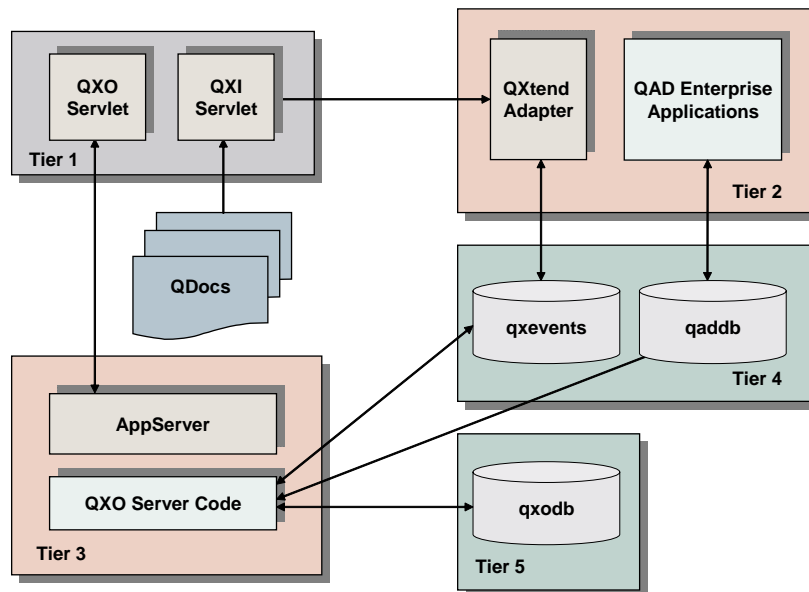 QXO
Servlet
QXI
Servlet
Tier 1
QXtend
Adapter
QAD Enterprise
Applications
Tier 2
QDocs
qxevents
qaddb
Tier 4
AppServer
QXO Server Code
Tier 3
qxodb
Tier 5